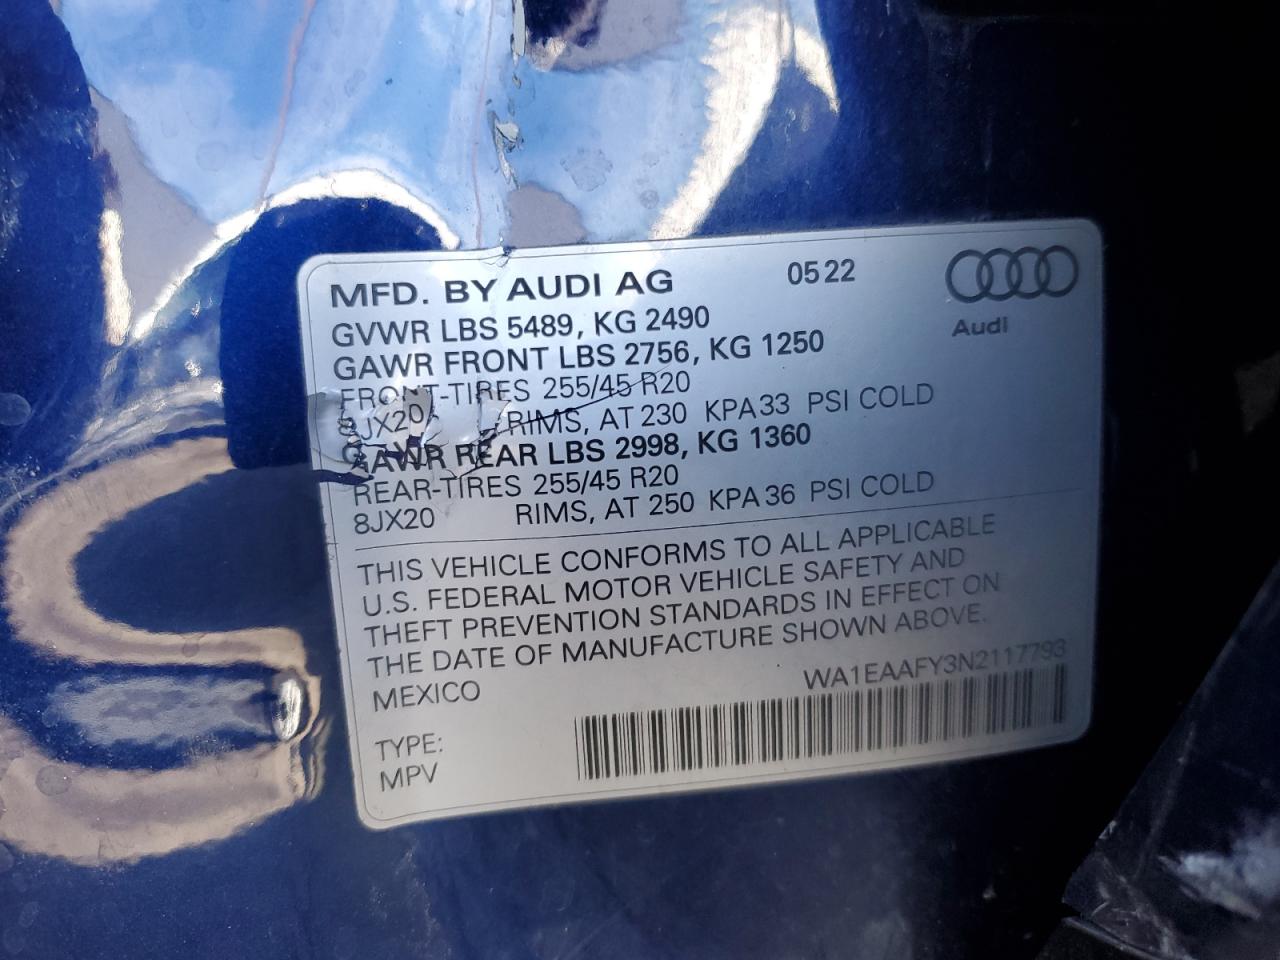 MFD. BY AUDI AG 0522
Audi
GVWR LBS 5489, KG 2490
GAWR FRONT LBS 2756, KG 1250
FRONT-TIRES 255/45 R20
8JX20 RIMS, AT 230 KPA 33 PSI COLD
GAWR REAR LBS 2998, KG 1360
REAR-TIRES 255/45 R20
8JX20 RIMS, AT 250 KPA 36 PSI COLD
THIS VEHICLE CONFORMS TO ALL APPLICABLE
U.S. FEDERAL MOTOR VEHICLE SAFETY AND
THEFT PREVENTION STANDARDS IN EFFECT ON
THE DATE OF MANUFACTURE SHOWN ABOVE.
MEXICO WA1EAAFY3N2117793
TYPE:
MPV